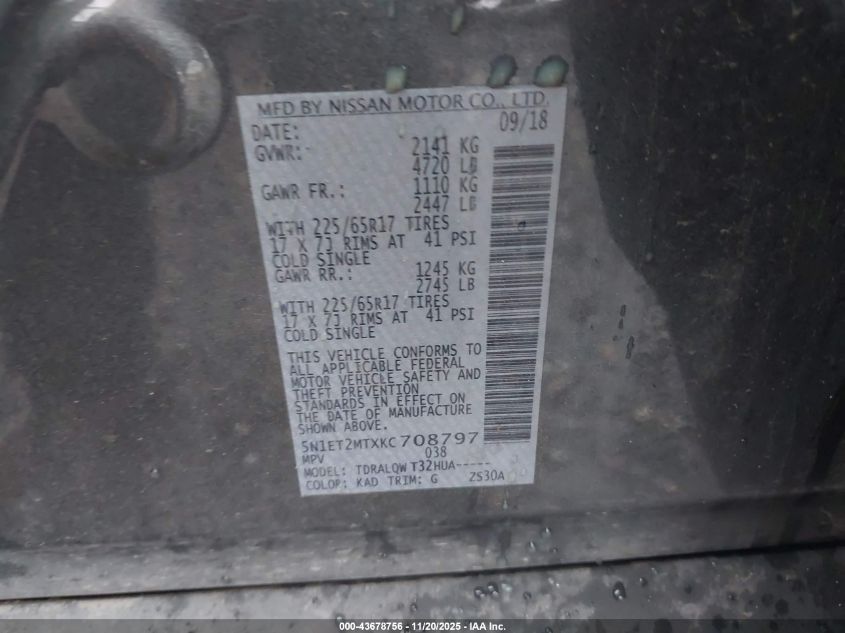 MFD BY NISSAN MOTOR CO., LTD.
DATE: 09/18
GVWR: 2141 KG
4720 LB
GAWR FR.: 1110 KG
2447 LB
WITH 225/65R17 TIRES
17 X 7J RIMS AT 41 PSI
COLD SINGLE
GAWR RR.: 1245 KG
2745 LB
WITH 225/65R17 TIRES
17 X 7J RIMS AT 41 PSI
COLD SINGLE
THIS VEHICLE CONFORMS TO
ALL APPLICABLE FEDERAL
MOTOR VEHICLE SAFETY AND
THEFT PREVENTION
STANDARDS IN EFFECT ON
THE DATE OF MANUFACTURE
SHOWN ABOVE.
5N1ET2MTXKC708797
MPV 038
MODEL: TDRALQW T32HUA-----
COLOR: KAD TRIM: G ZS30A
000-43678756 - 11/20/2025 - IAA Inc.